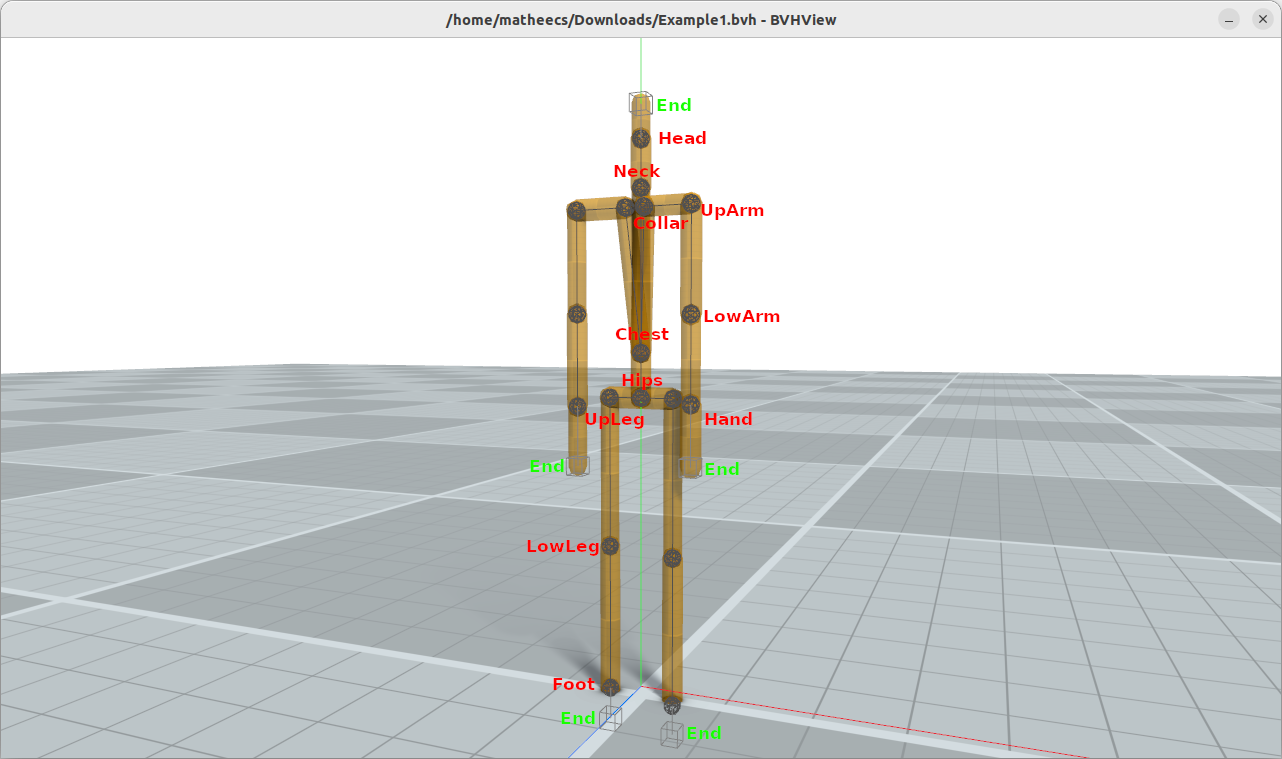 /home/matheecs/Downloads/Example1.bvh - BVHView
End
Head
Neck
UpArm
Collar
LowArm
Chest
Hips
UpLeg
Hand
End
End
LowLeg
Foot
End
End